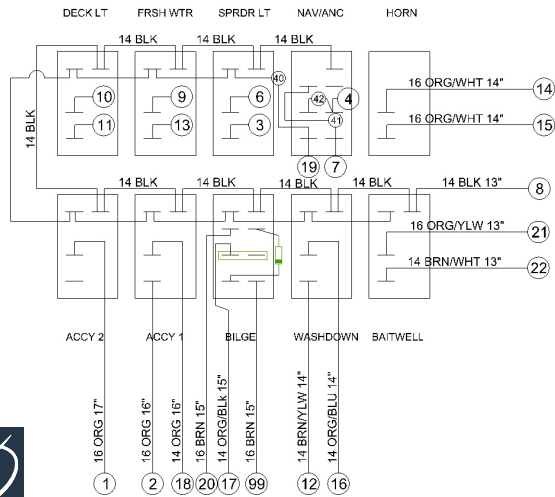 DECK LT FRSH WTR SPRDR LT NAV/ANC HORN
14 BLK 14 BLK 14 BLK
40
10 9 6 42 4 16 ORG/WHT 14" 14
11 13 3 41 16 ORG/WHT 14" 15
14 BLK
19 7
14 BLK 14 BLK 14 BLK 14 BLK 14 BLK 13" 8
16 ORG/YLW 13" 21
14 BRN/WHT 13" 22
ACCY 2 ACCY 1 BILGE WASHDOWN BAITWELL
16 ORG 17"
16 ORG 16"
14 ORG 16"
16 BRN 15"
14 ORG/BLk 15"
16 BRN 15"
14 BRN/YLW 14"
14 ORG/BLU 14"
1 2 18 20 17 99 12 16